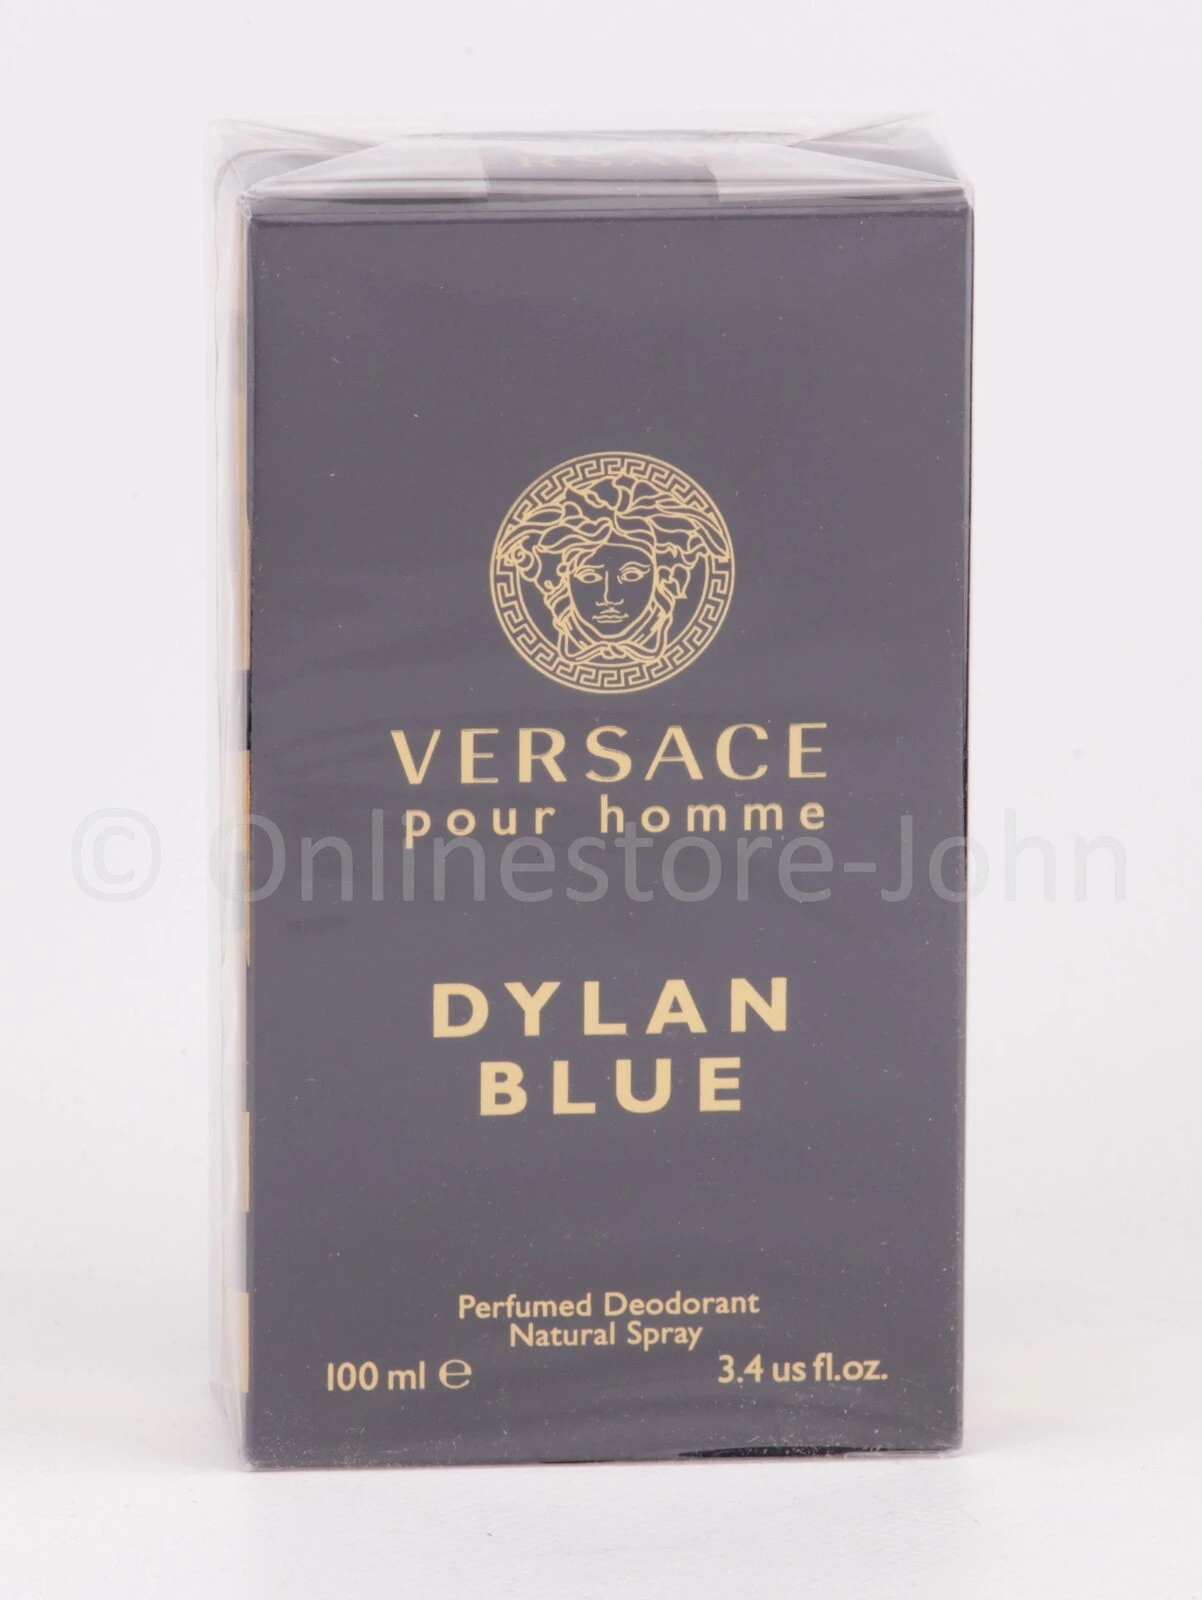 VERSACE
pour homme
© Onlinestore-John
DYLAN
BLUE
Perfumed Deodorant
Natural Spray
100 ml ℮
3.4 us fl.oz.